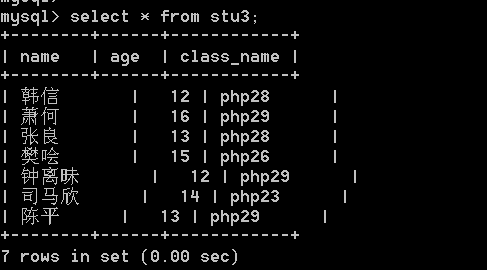 mysql>
mysql> select * from stu3;
+--------+------+------------+
| name   | age  | class_name |
+--------+------+------------+
| 韩信        |   12 | php28      |
| 萧何        |   16 | php29      |
| 张良        |   13 | php28      |
| 樊哙        |   15 | php26      |
| 钟离昧         |   12 | php29      |
| 司马欣        |   14 | php23      |
| 陈平       |   13 | php29      |
+--------+------+------------+
7 rows in set (0.00 sec)